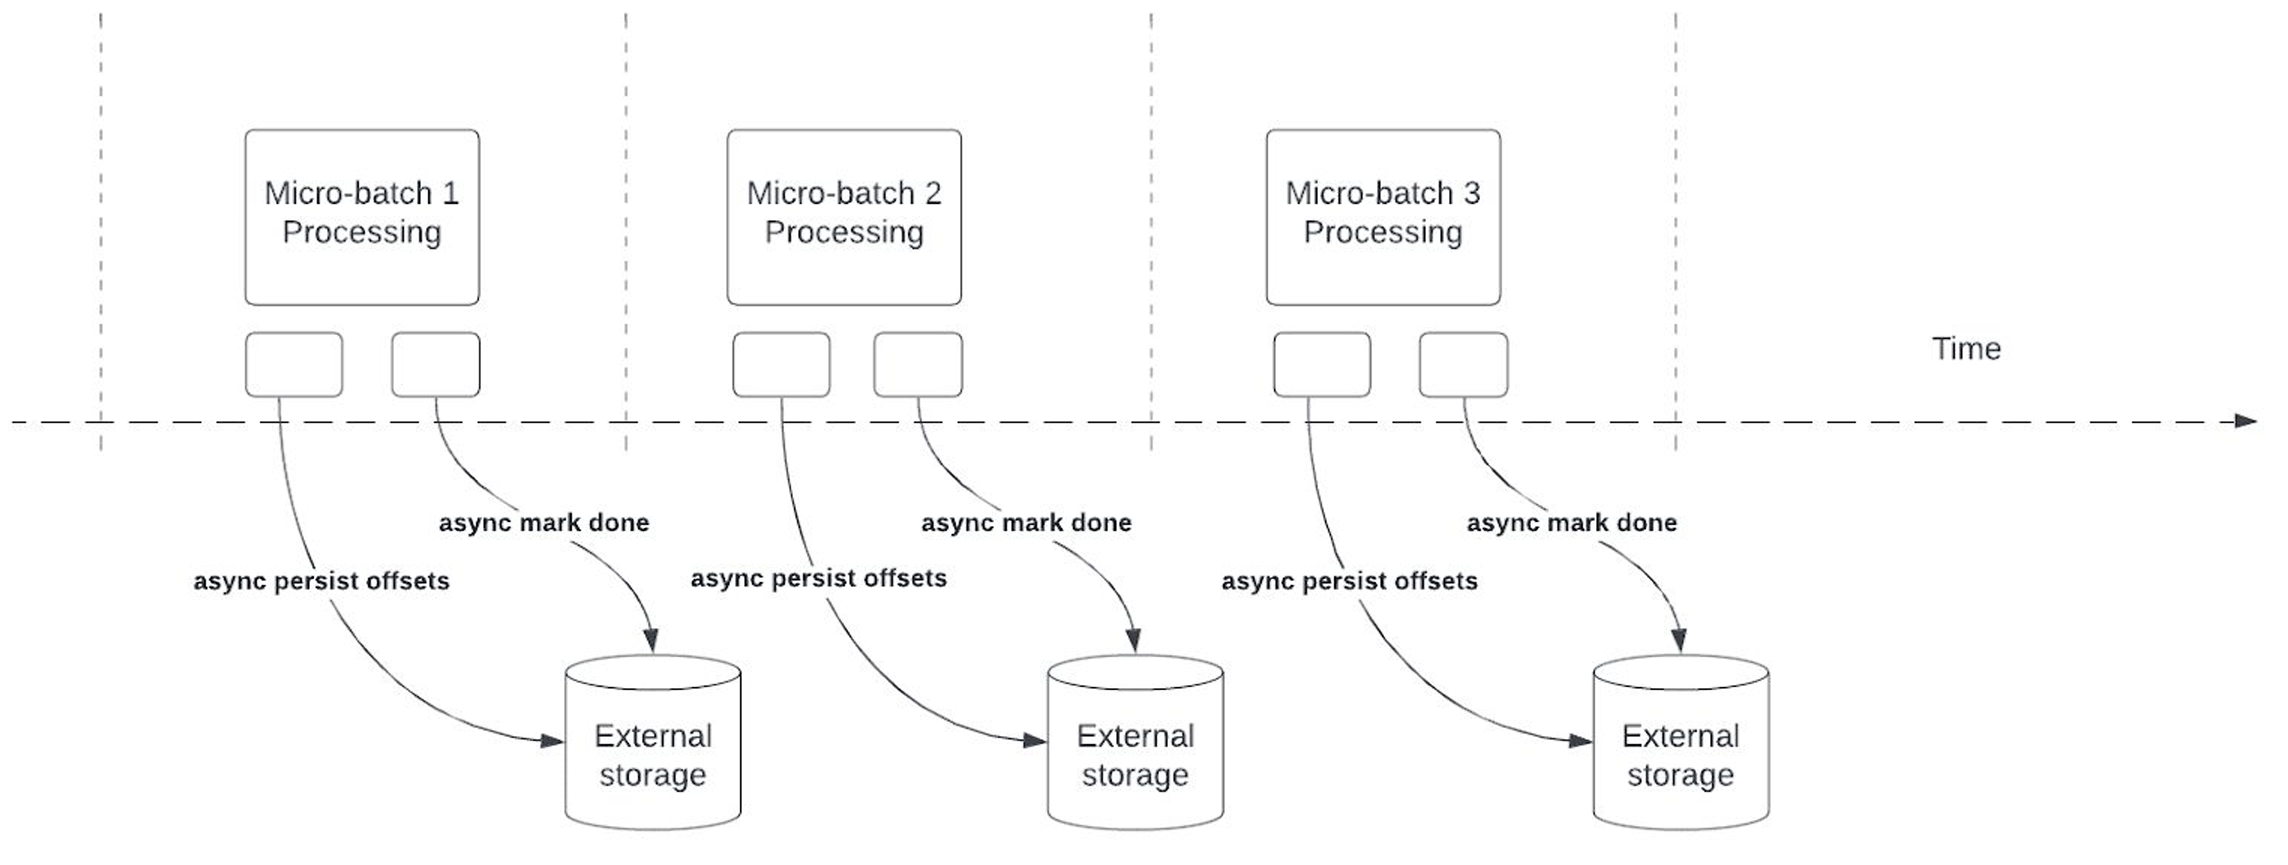 Micro-batch 1
Processing
Micro-batch 2
Processing
Micro-batch 3
Processing
Time
async mark done
async mark done
async mark done
async persist offsets
async persist offsets
async persist offsets
External
storage
External
storage
External
storage